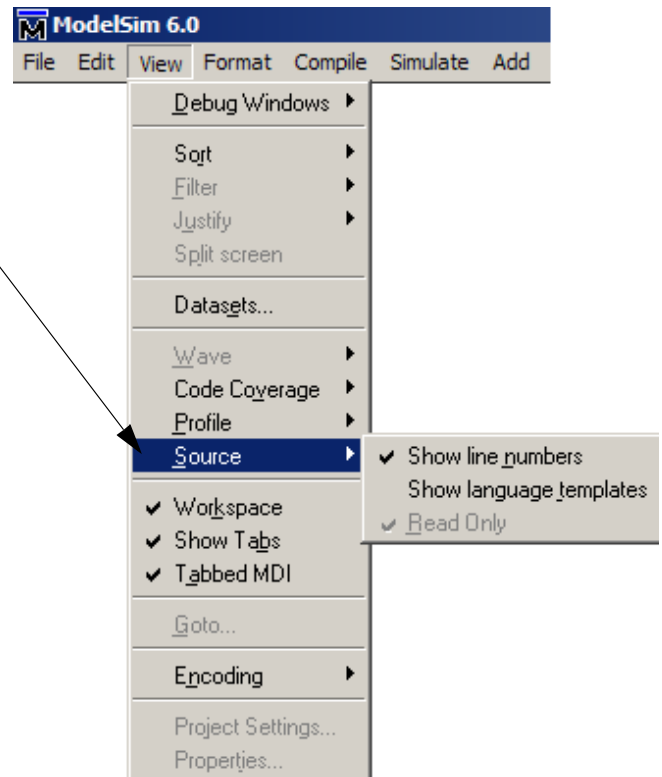 ModelSim 6.0
File Edit View Format Compile Simulate Add
Debug Windows
Sort
Filter
Justify
Split screen
Datasets...
Wave
Code Coverage
Profile
Source
Show line numbers
Show language templates
Read Only
Workspace
Show Tabs
Tabbed MDI
Goto...
Encoding
Project Settings...
Properties...